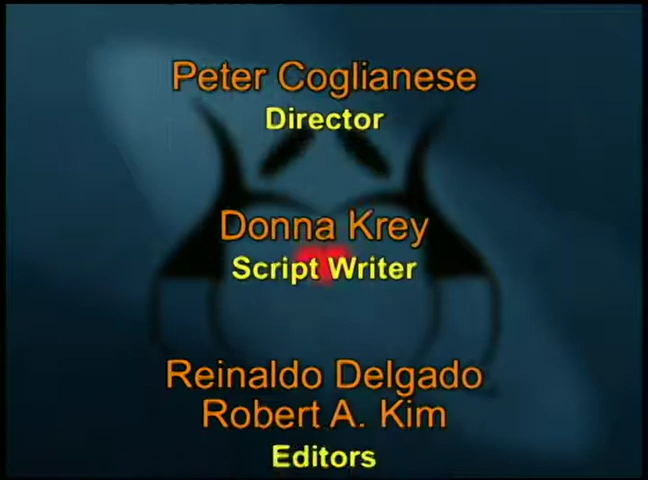 Peter Coglianese
Director
Donna Krey
Script Writer
Reinaldo Delgado
Robert A. Kim
Editors